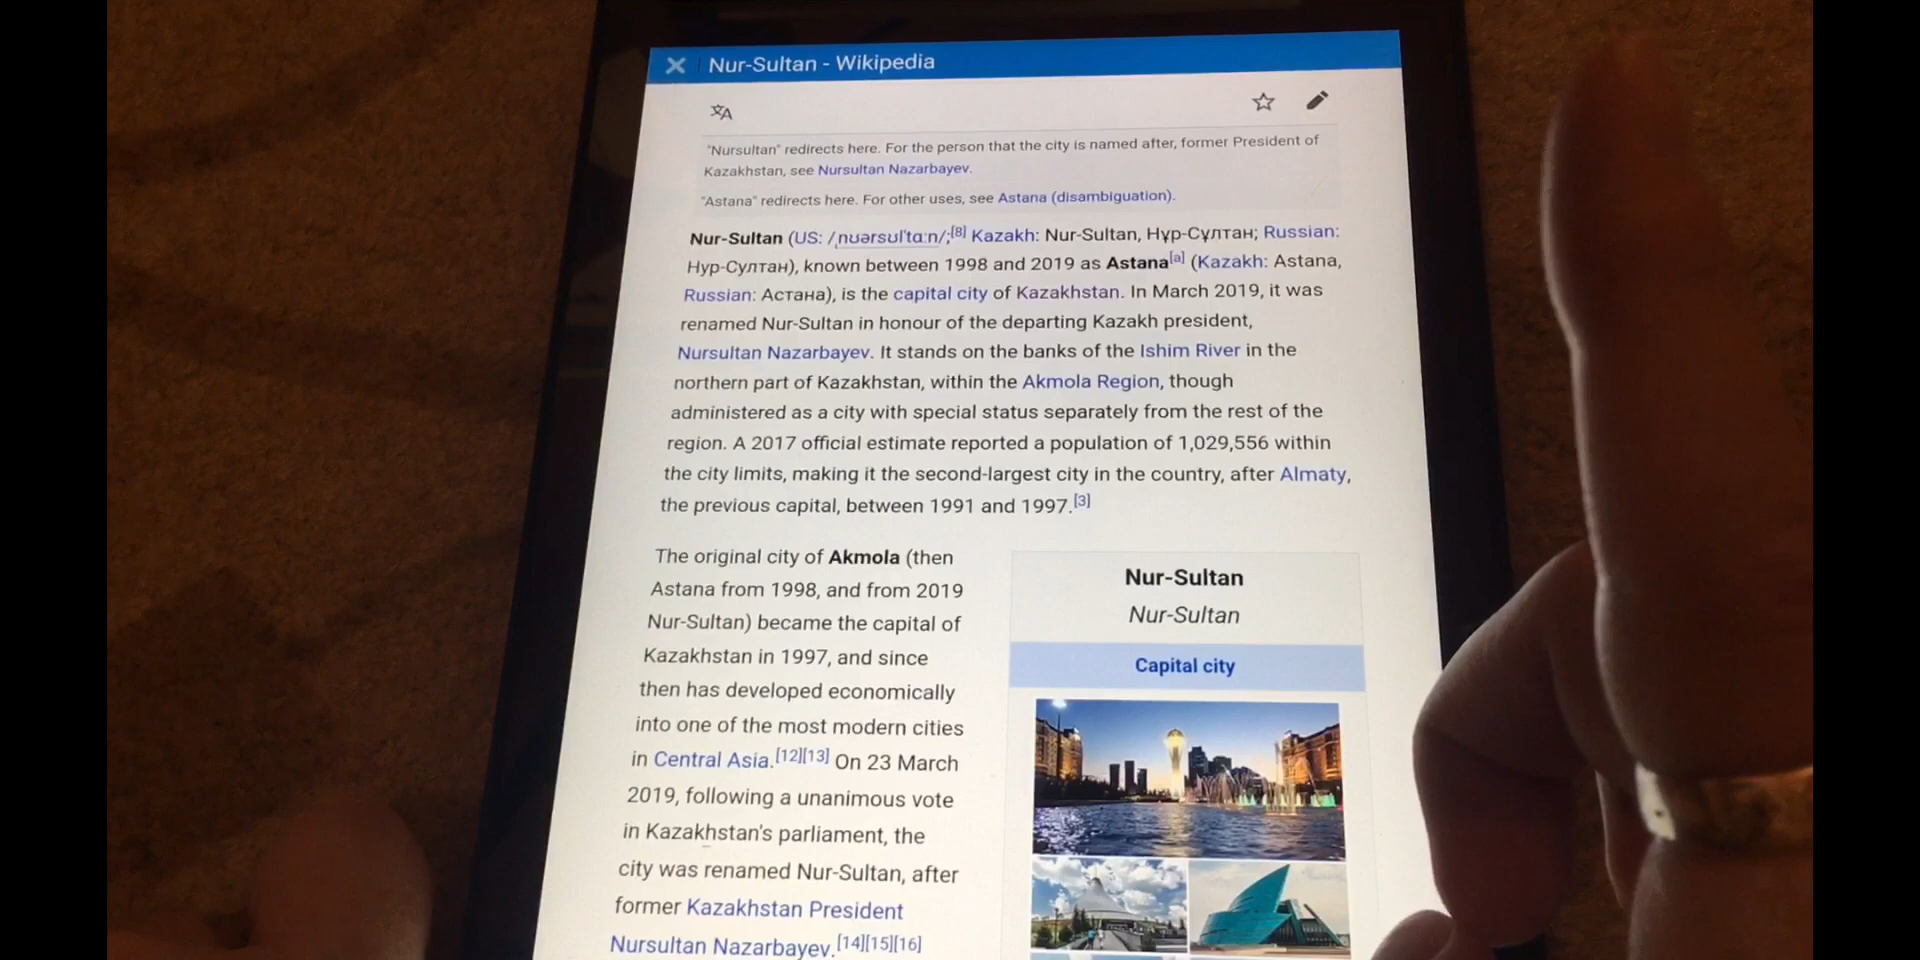 Nur-Sultan - Wikipedia
"Nursultan" redirects here. For the person that the city is named after, former President of
Kazakhstan, see Nursultan Nazarbayev.
"Astana" redirects here. For other uses, see Astana (disambiguation).
Nur-Sultan (US: /ˌnʊərsʊlˈtɑːn/;[8] Kazakh: Nur-Sultan, Нұр-Сұлтан; Russian:
Нур-Султан), known between 1998 and 2019 as Astana[a] (Kazakh: Astana,
Russian: Астана), is the capital city of Kazakhstan. In March 2019, it was
renamed Nur-Sultan in honour of the departing Kazakh president,
Nursultan Nazarbayev. It stands on the banks of the Ishim River in the
northern part of Kazakhstan, within the Akmola Region, though
administered as a city with special status separately from the rest of the
region. A 2017 official estimate reported a population of 1,029,556 within
the city limits, making it the second-largest city in the country, after Almaty,
the previous capital, between 1991 and 1997.[3]
The original city of Akmola (then
Astana from 1998, and from 2019
Nur-Sultan) became the capital of
Kazakhstan in 1997, and since
then has developed economically
into one of the most modern cities
in Central Asia.[12][13] On 23 March
2019, following a unanimous vote
in Kazakhstan's parliament, the
city was renamed Nur-Sultan, after
former Kazakhstan President
Nursultan Nazarbayev.[14][15][16]
Nur-Sultan
Nur-Sultan
Capital city